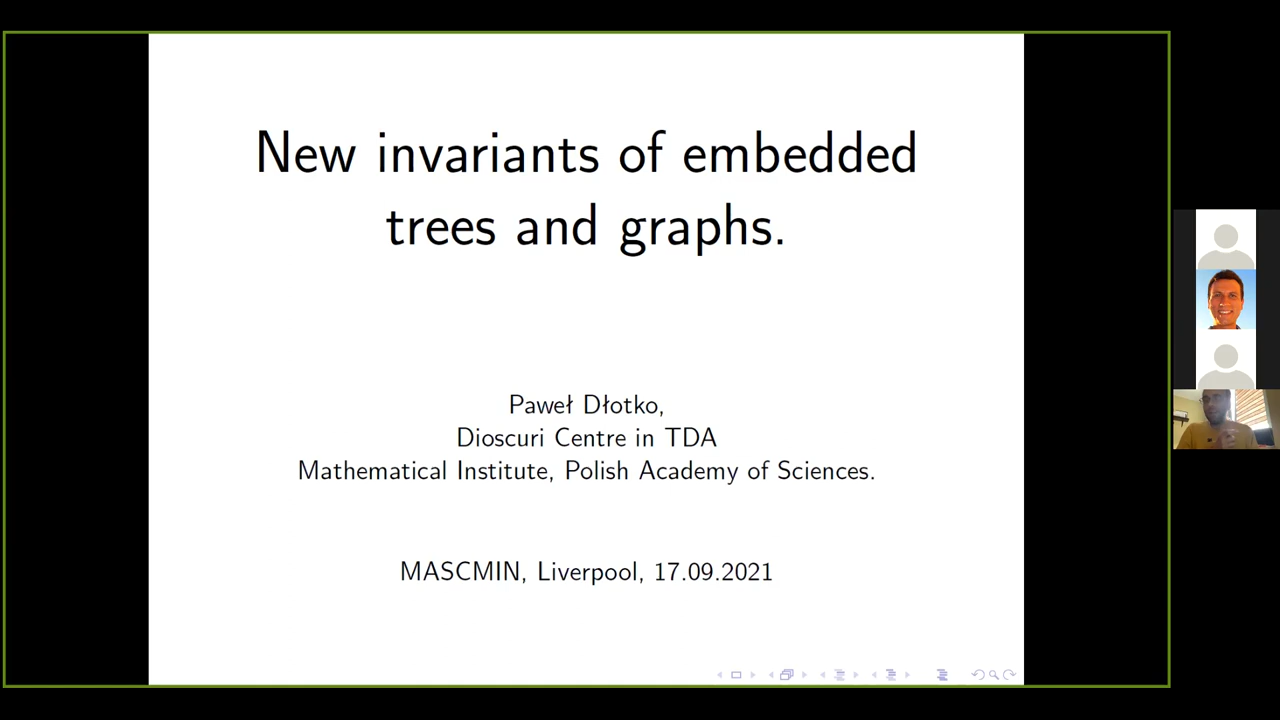 New invariants of embedded
trees and graphs.
Paweł Dłotko,
Dioscuri Centre in TDA
Mathematical Institute, Polish Academy of Sciences.
MASCMIN, Liverpool, 17.09.2021